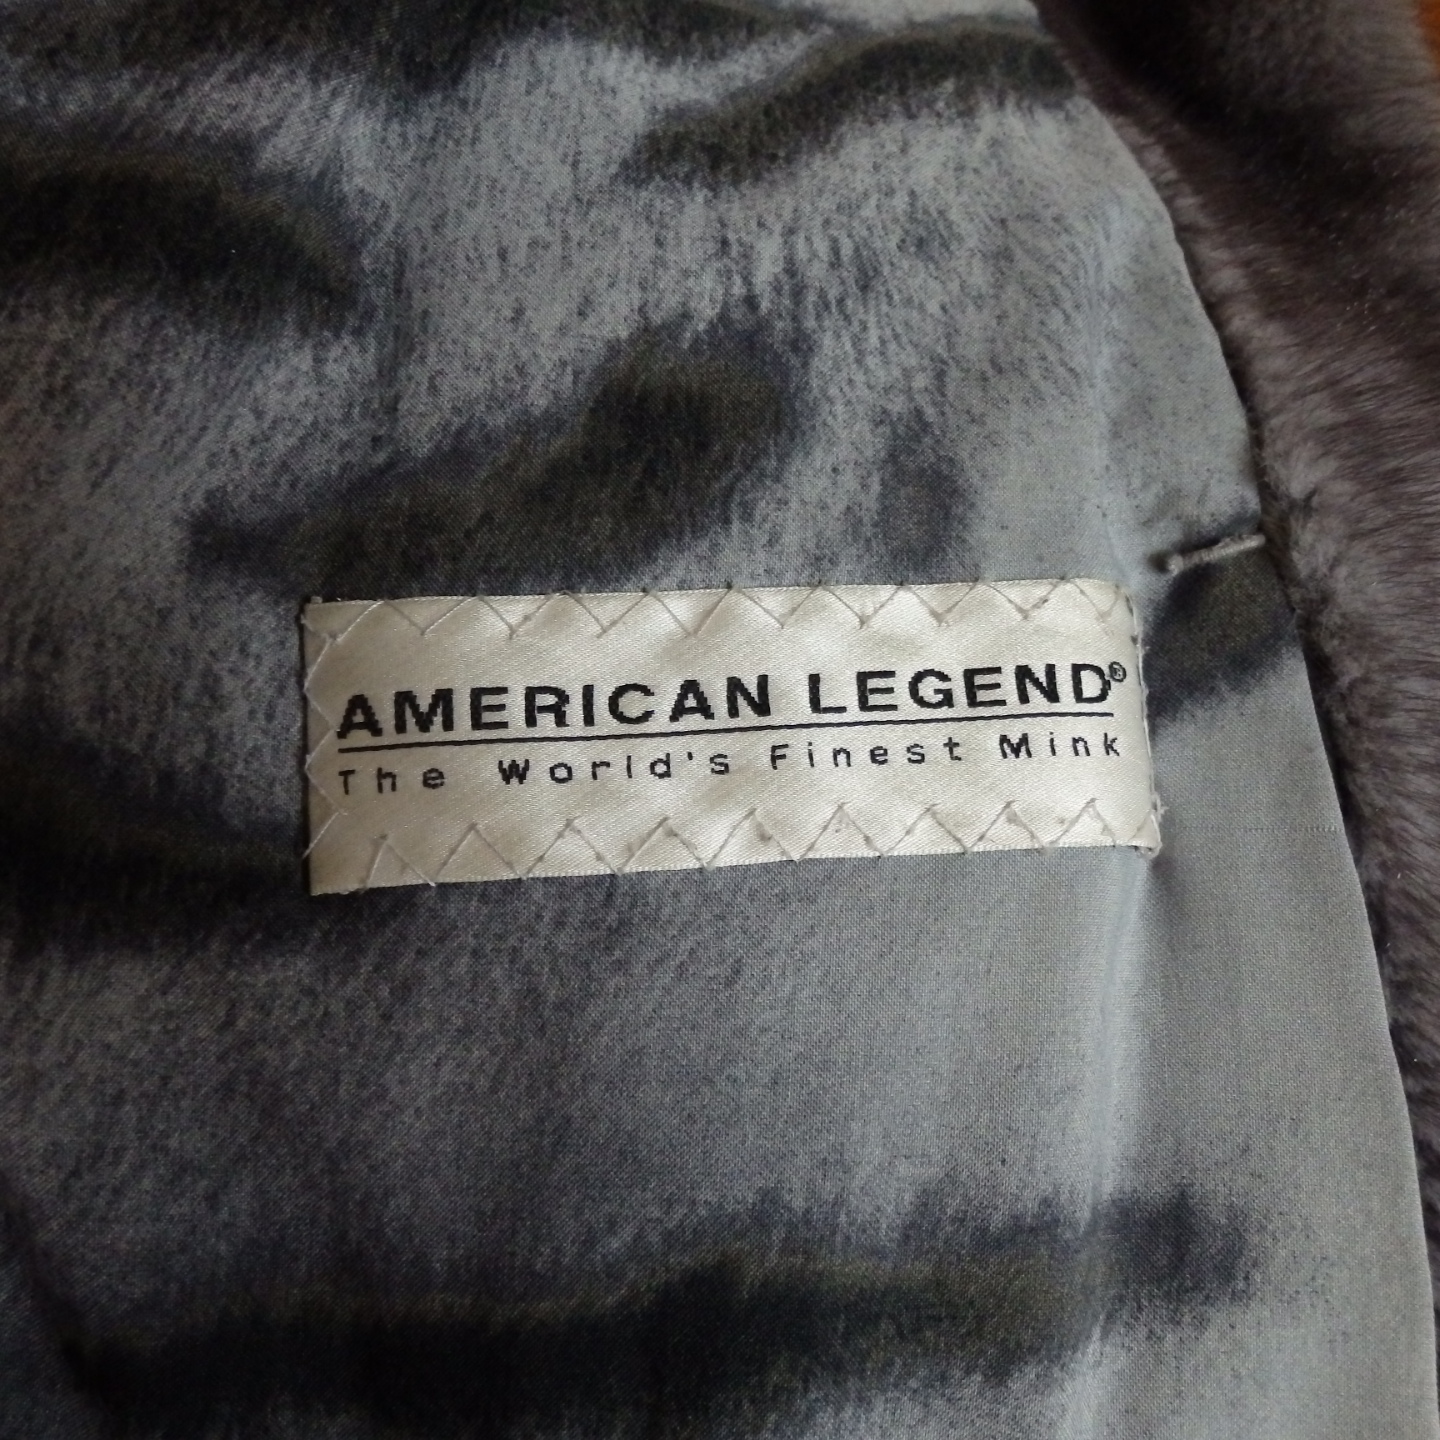 AMERICAN LEGEND®
The World's Finest Mink